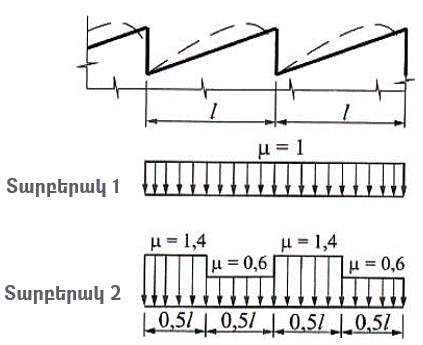 l l
μ = 1
Տարբերակ 1
μ = 1,4 μ = 0,6 μ = 1,4 μ = 0,6
Տարբերակ 2
0,5l 0,5l 0,5l 0,5l